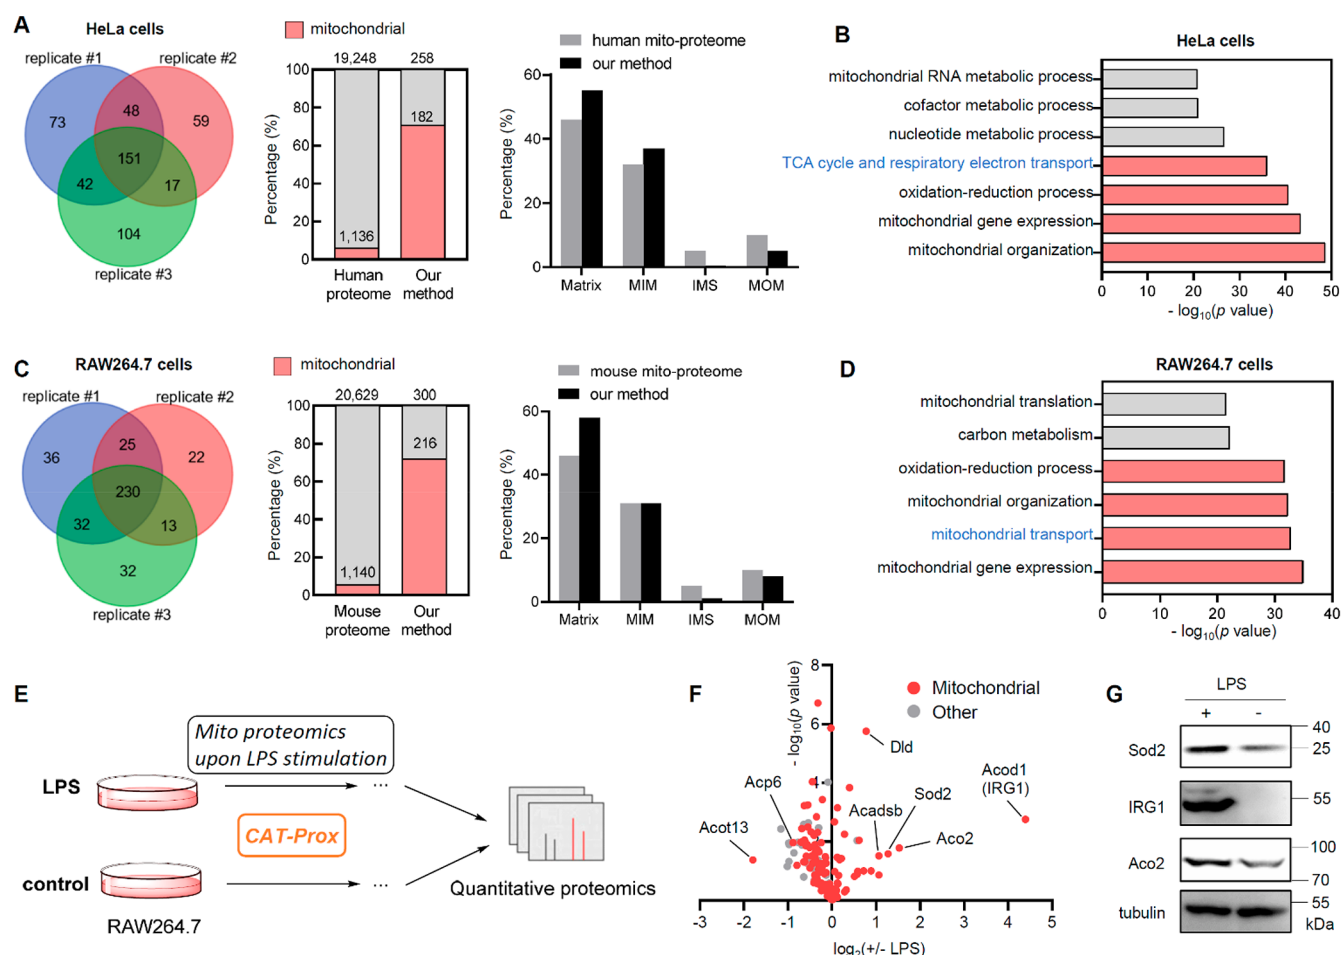 A
HeLa cells
replicate #1
replicate #2
73
48
59
151
42
17
104
replicate #3
mitochondrial
19,248
258
100
80
60
40
20
0
Percentage (%)
182
1,136
Human
proteome
Our
method
human mito-proteome
our method
60
40
20
0
Percentage (%)
Matrix
MIM
IMS
MOM
B
HeLa cells
mitochondrial RNA metabolic process
cofactor metabolic process
nucleotide metabolic process
TCA cycle and respiratory electron transport
oxidation-reduction process
mitochondrial gene expression
mitochondrial organization
0 10 20 30 40 50
- log10(p value)
C
RAW264.7 cells
replicate #1
replicate #2
36
25
22
230
32
13
32
replicate #3
mitochondrial
20,629
300
100
80
60
40
20
0
Percentage (%)
216
1,140
Mouse
proteome
Our
method
mouse mito-proteome
our method
60
40
20
0
Percentage (%)
Matrix
MIM
IMS
MOM
D
RAW264.7 cells
mitochondrial translation
carbon metabolism
oxidation-reduction process
mitochondrial organization
mitochondrial transport
mitochondrial gene expression
0 10 20 30 40
- log10(p value)
E
Mito proteomics
upon LPS stimulation
LPS
...
CAT-Prox
control
...
RAW264.7
Quantitative proteomics
F
8
6
4
2
- log10(p value)
Mitochondrial
Other
Dld
Acod1
(IRG1)
Acp6
Sod2
Acadsb
Acot13
Aco2
-3 -2 -1 0 1 2 3 4 5
log2(+/- LPS)
G
LPS
+ -
Sod2
40
25
IRG1
55
Aco2
100
70
tubulin
55
kDa